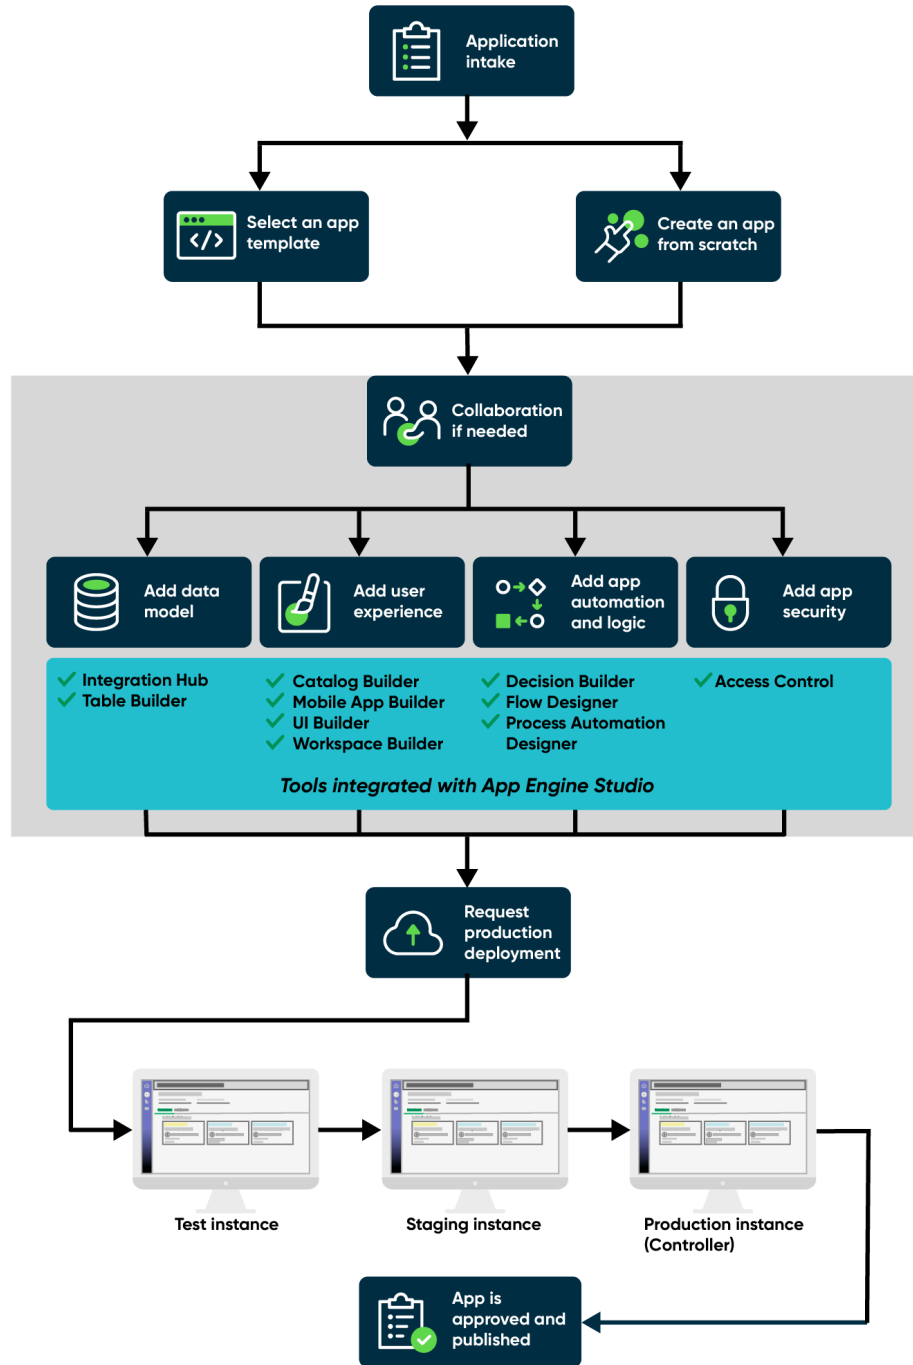 Application
intake
Select an app
template
Create an app
from scratch
</>
Collaboration
if needed
Add data
model
Add user
experience
Add app
automation
and logic
Add app
security
Integration Hub
Table Builder
Catalog Builder
Mobile App Builder
UI Builder
Workspace Builder
Decision Builder
Flow Designer
Process Automation
Designer
Access Control
Tools integrated with App Engine Studio
Request
production
deployment
Test instance
Staging instance
Production instance
(Controller)
App is
approved and
published